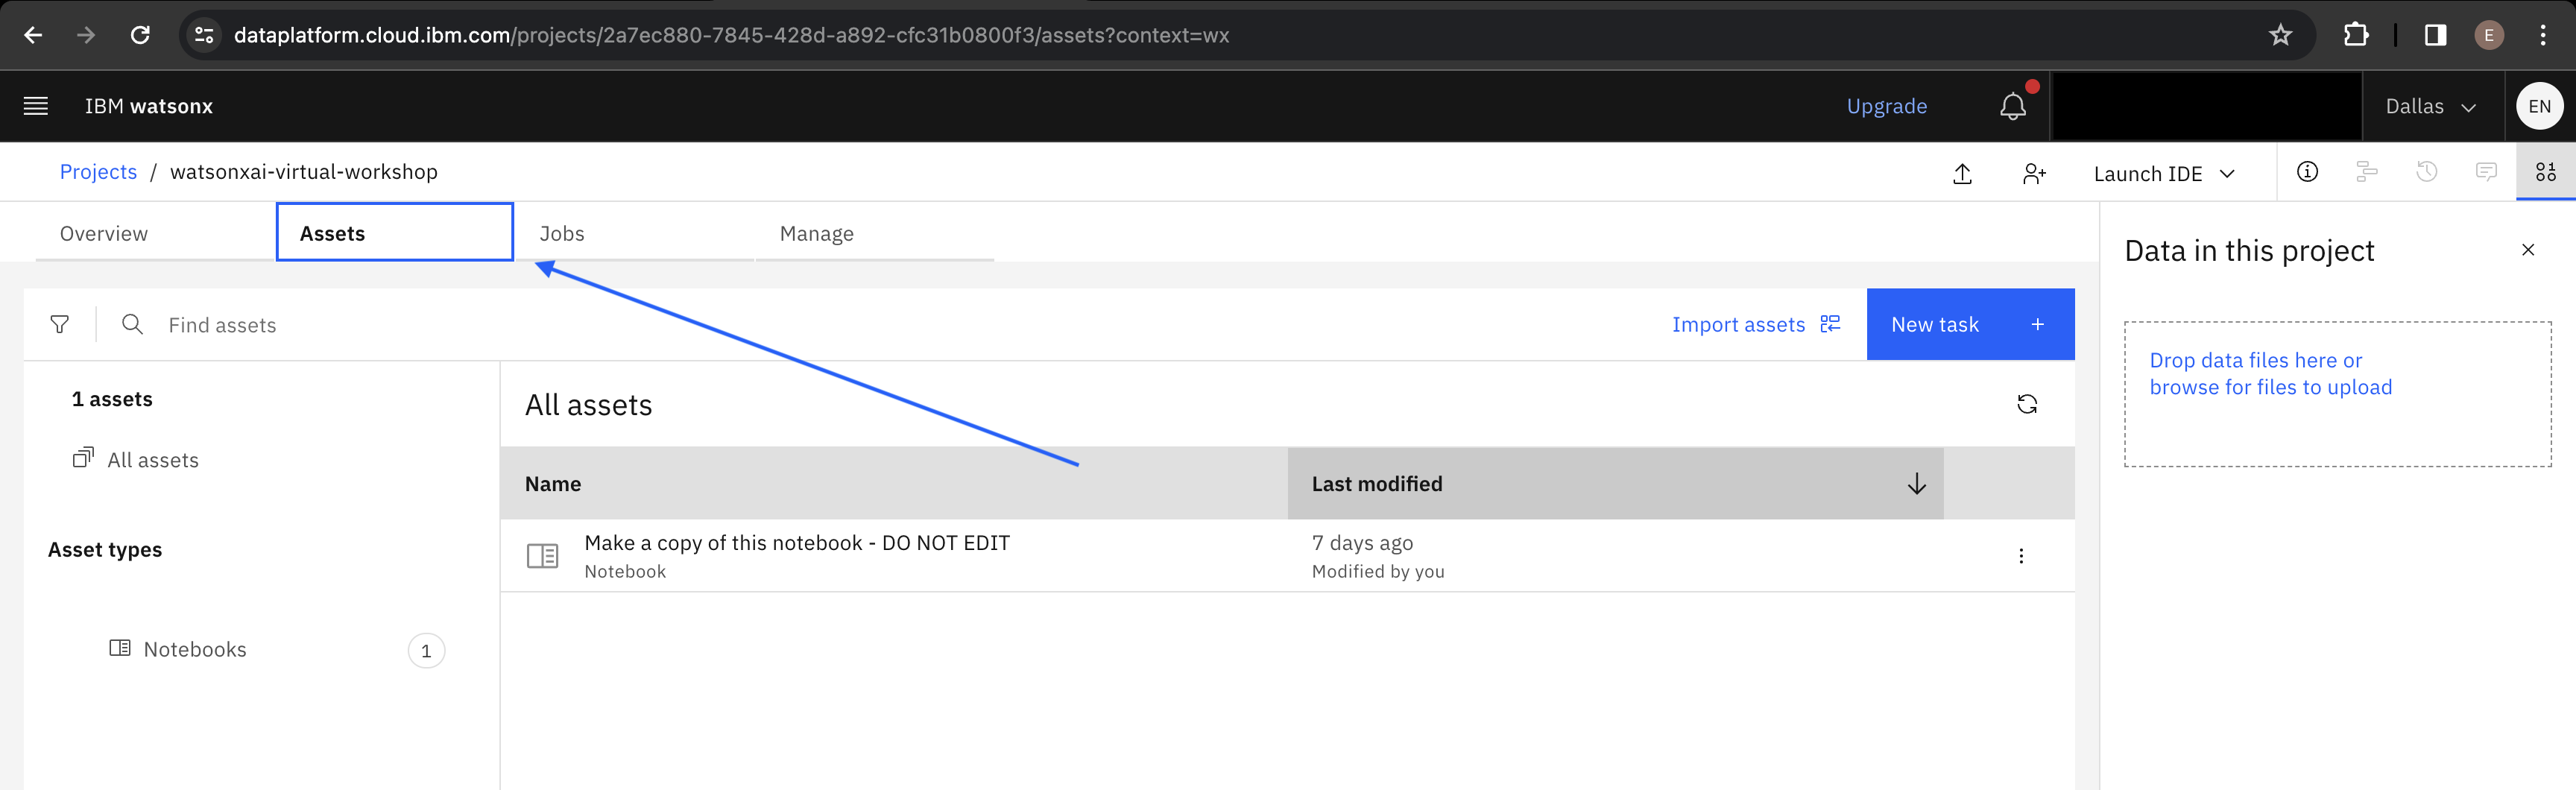 dataplatform.cloud.ibm.com/projects/2a7ec880-7845-428d-a892-cfc31b0800f3/assets?context=wx
E
IBM watsonx
Upgrade
Dallas
EN
Projects / watsonxai-virtual-workshop
Launch IDE
Overview
Assets
Jobs
Manage
Data in this project
Find assets
Import assets
New task +
Drop data files here or
browse for files to upload
1 assets
All assets
All assets
Name
Last modified
Asset types
Make a copy of this notebook - DO NOT EDIT
Notebook
7 days ago
Modified by you
Notebooks
1